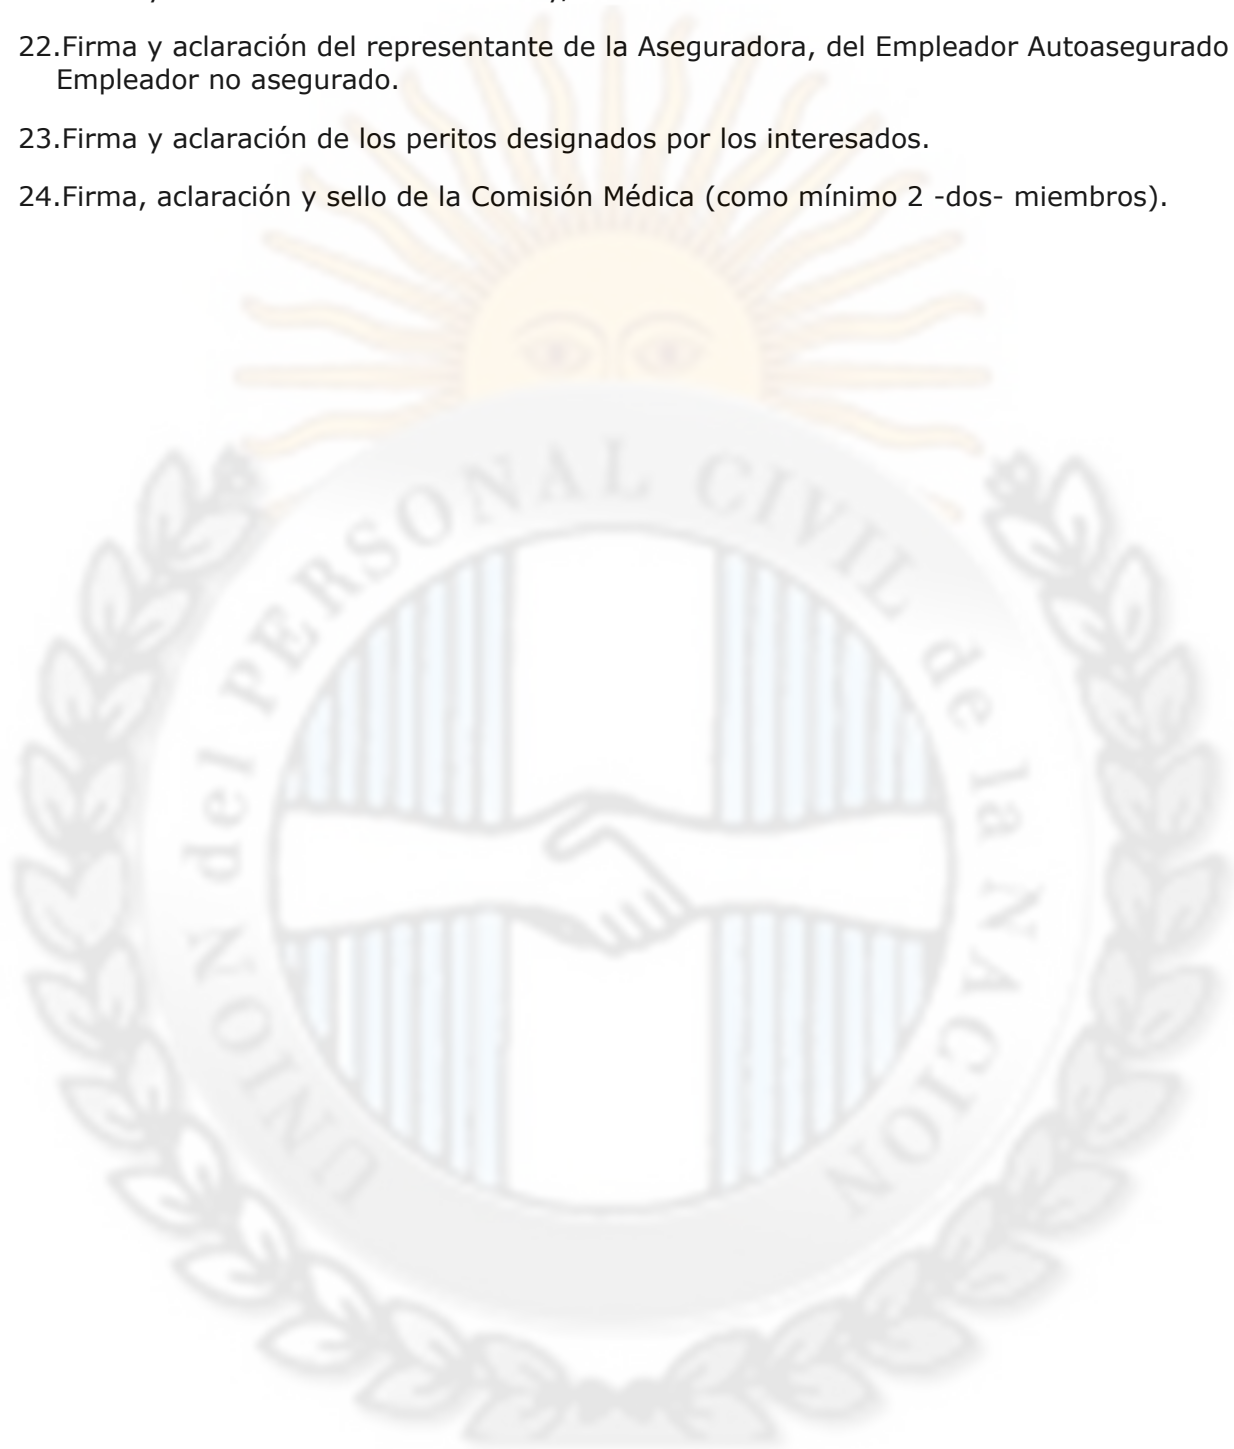 22.Firma y aclaración del representante de la Aseguradora, del Empleador Autoasegurado
Empleador no asegurado.
23.Firma y aclaración de los peritos designados por los interesados.
24.Firma, aclaración y sello de la Comisión Médica (como mínimo 2 -dos- miembros).
UNION del PERSONAL CIVIL de la NACION